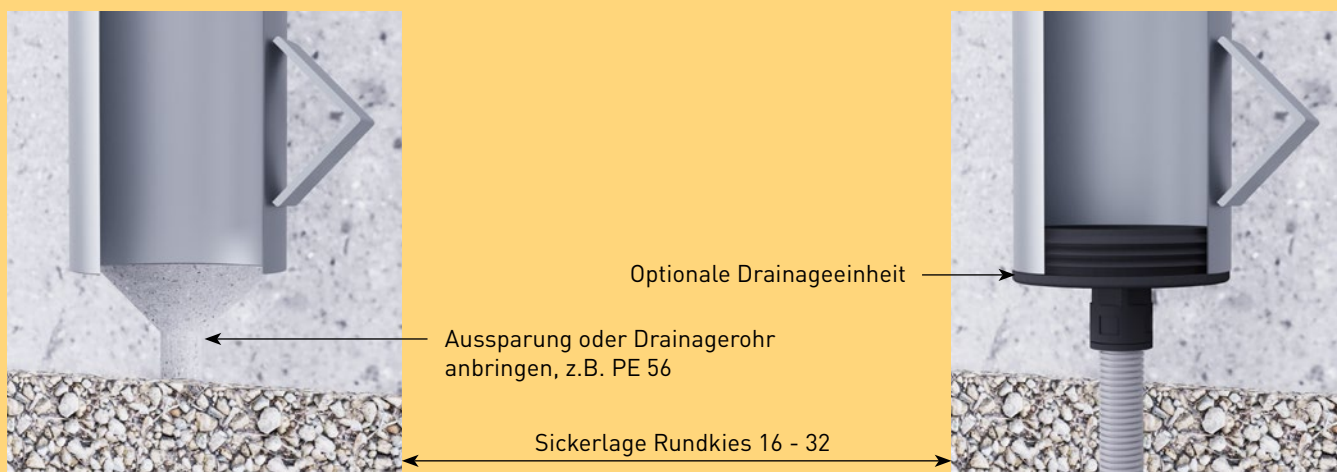 Optionale Drainageeinheit
Aussparung oder Drainagerohr
anbringen, z.B. PE 56
Sickerlage Rundkies 16 - 32